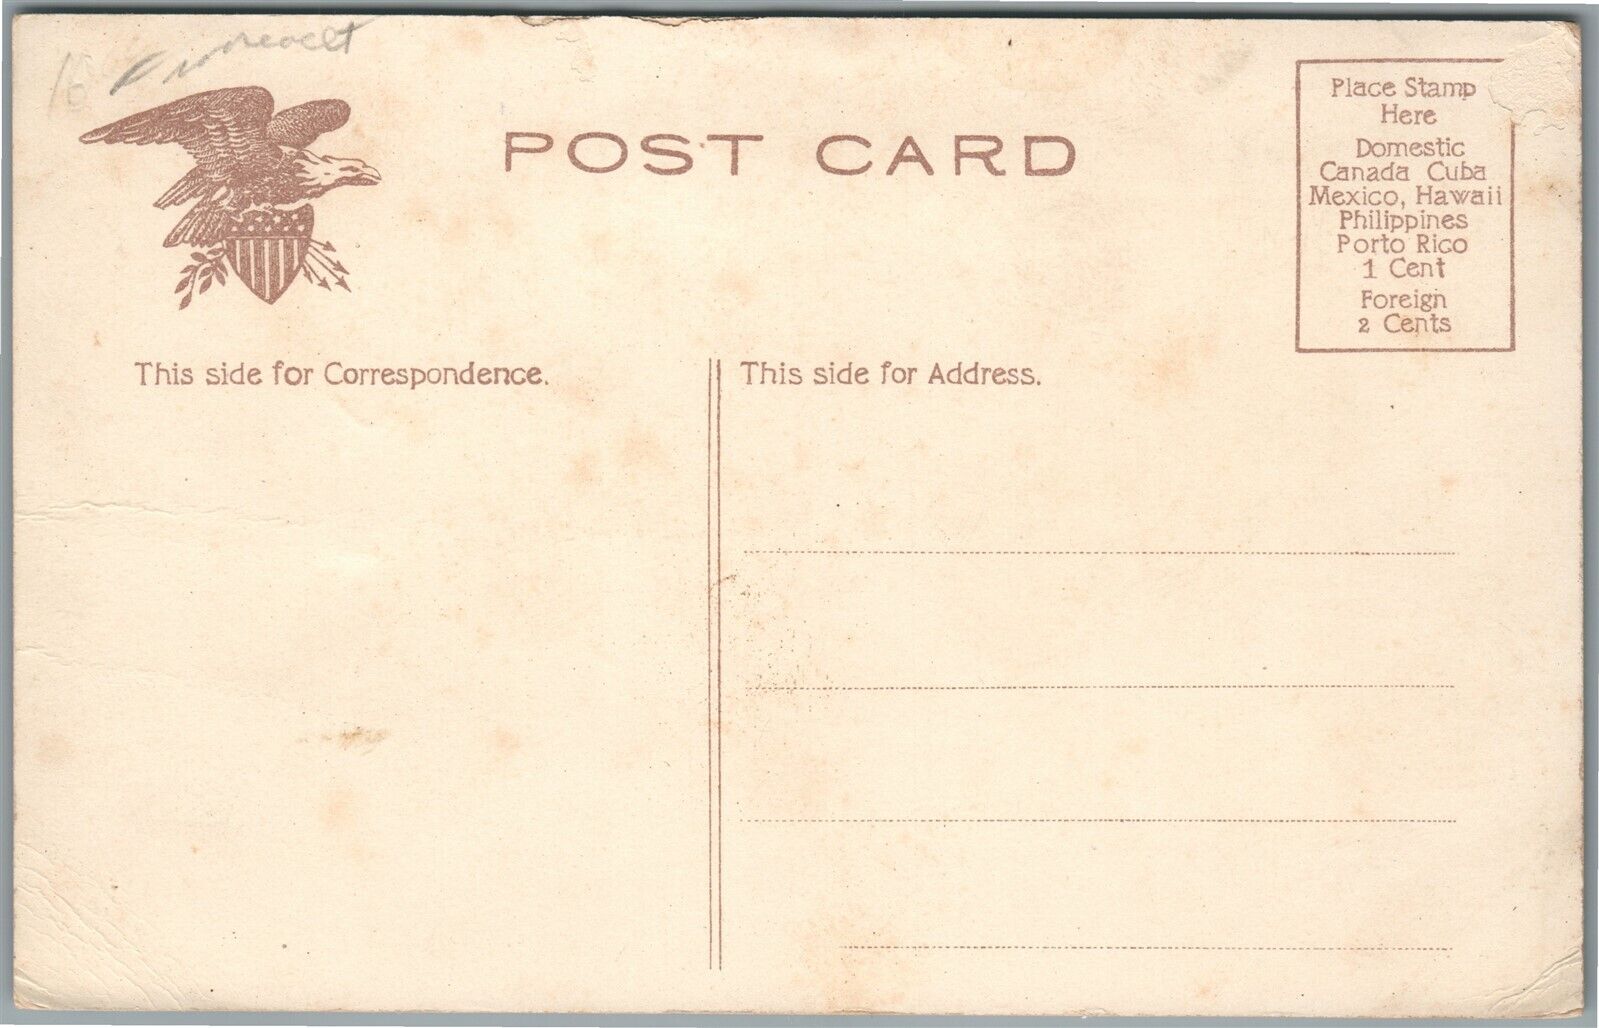 POST CARD
Place Stamp
Here
Domestic
Canada Cuba
Mexico, Hawaii
Philippines
Porto Rico
1 Cent
Foreign
2 Cents
This side for Correspondence.
This side for Address.